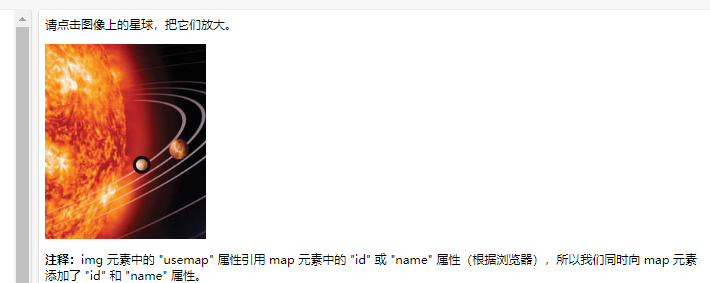 请点击图像上的星球，把它们放大。
注释：img 元素中的 "usemap" 属性引用 map 元素中的 "id" 或 "name" 属性（根据浏览器），所以我们同时向 map 元素
添加了 "id" 和 "name" 属性。